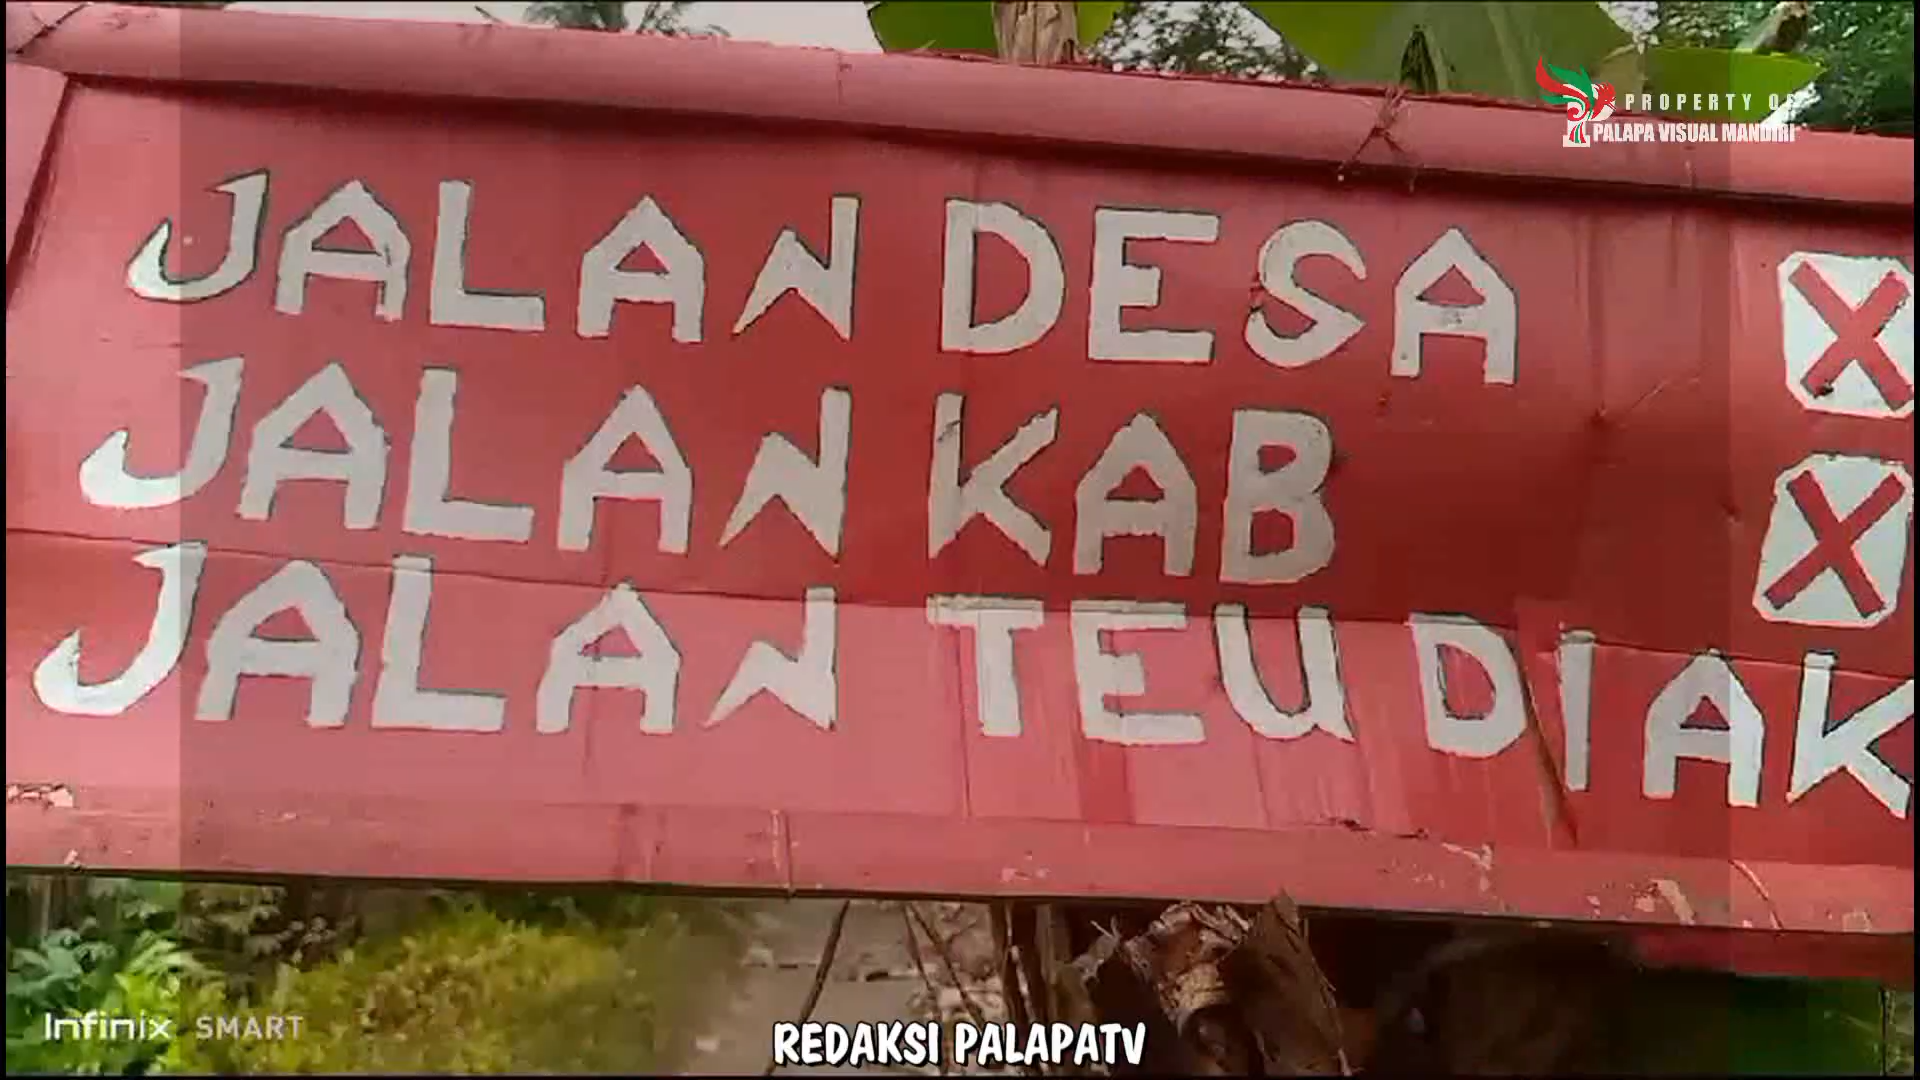 PROPERTY OF
PALAPA VISUAL MANDIRI
JALAN DESA X
JALAN KAB X
JALAN TEU DIAK
Infinix SMART
REDAKSI PALAPATV